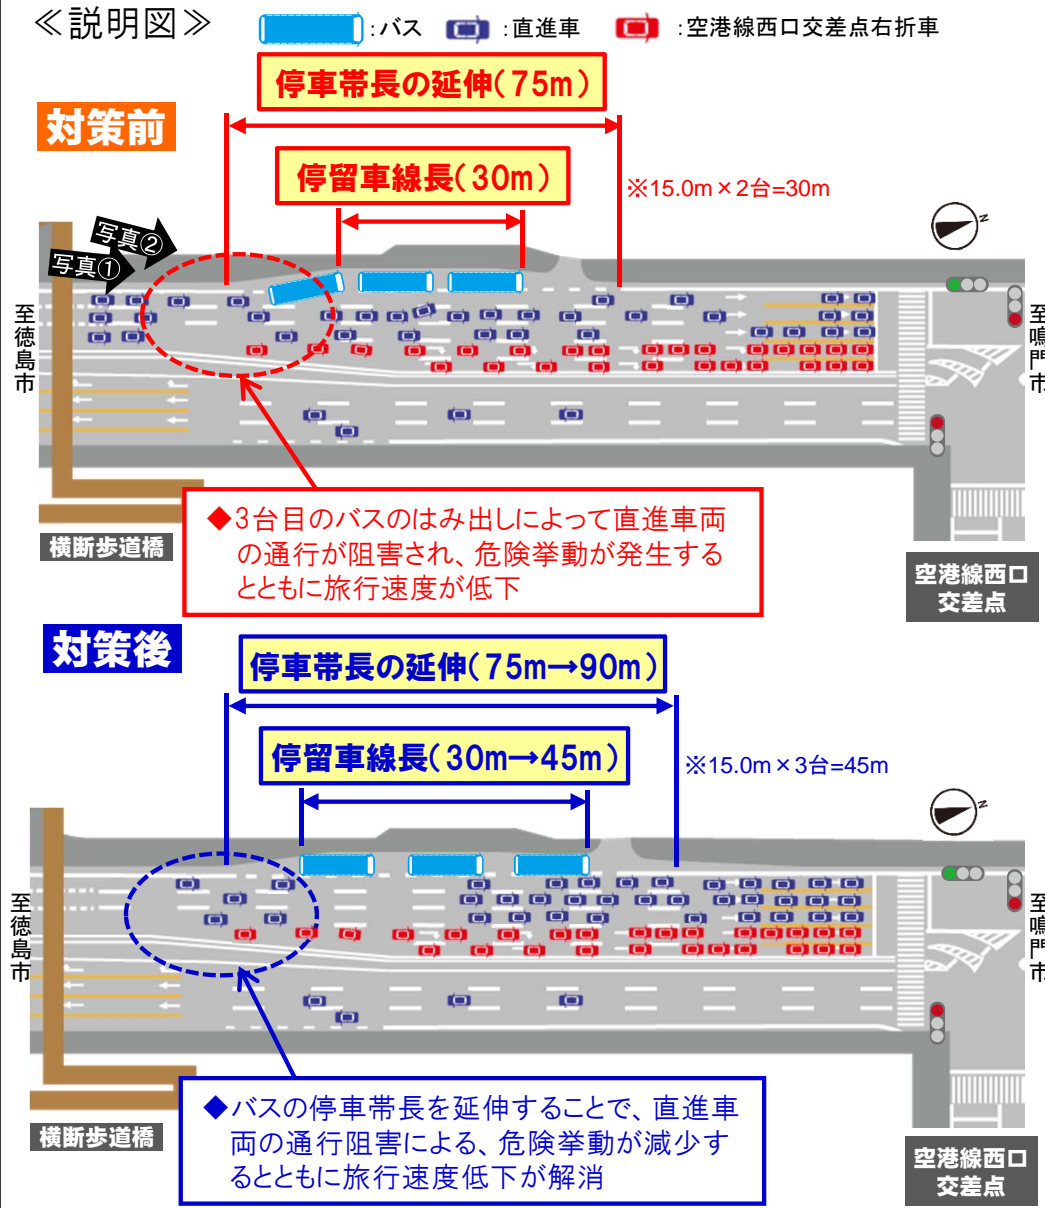 ≪説明図≫
:バス
:直進車
:空港線西口交差点右折車
停車帯長の延伸(75m)
対策前
停留車線長(30m)
※15.0m×2台=30m
写真②
写真①
N
至徳島市
至鳴門市
◆3台目のバスのはみ出しによって直進車両
の通行が阻害され、危険挙動が発生する
とともに旅行速度が低下
横断歩道橋
空港線西口
交差点
対策後
停車帯長の延伸(75m→90m)
停留車線長(30m→45m)
※15.0m×3台=45m
N
至徳島市
至鳴門市
◆バスの停車帯長を延伸することで、直進車
両の通行阻害による、危険挙動が減少す
るとともに旅行速度低下が解消
横断歩道橋
空港線西口
交差点